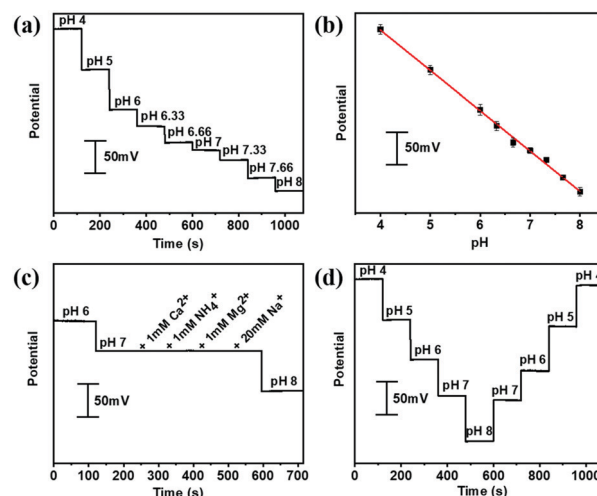 (a)
pH 4
pH 5
pH 6
pH 6.33
pH 6.66
pH 7
pH 7.33
pH 7.66
pH 8
50mV
Potential
0 200 400 600 800 1000
Time (s)
(b)
50mV
Potential
4 5 6 7 8
pH
(c)
pH 6
pH 7
1mM Ca2+
1mM NH4+
1mM Mg2+
20mM Na+
pH 8
50mV
Potential
0 100 200 300 400 500 600 700
Time (s)
(d)
pH 4
pH 5
pH 6
pH 7
pH 8
pH 7
pH 6
pH 5
pH 4
50mV
Potential
0 200 400 600 800 1000
Time (s)